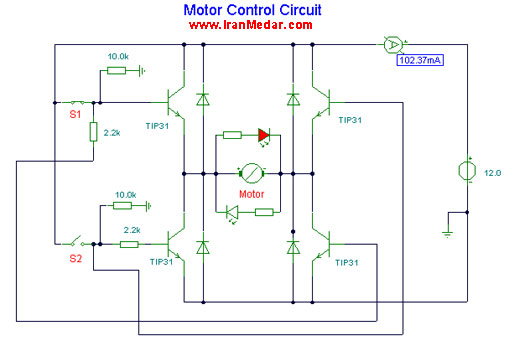 Motor Control Circuit
www.IranMedar.com
10.0k
102.37mA
S1
TIP31
TIP31
2.2k
12.0
Motor
10.0k
2.2k
S2
TIP31
TIP31